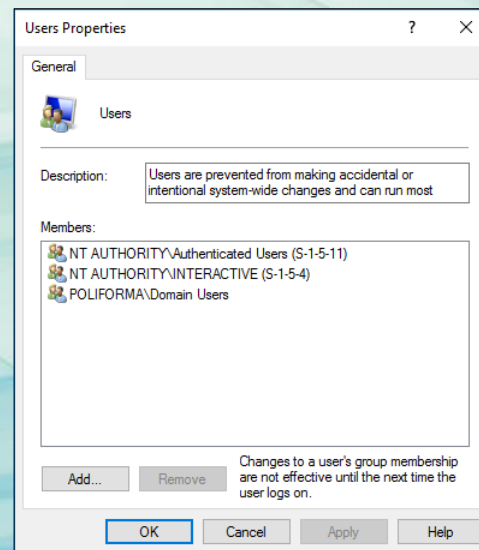 Users Properties
?
General
Users
Description:
Users are prevented from making accidental or
intentional system-wide changes and can run most
Members:
NT AUTHORITY\Authenticated Users (S-1-5-11)
NT AUTHORITY\INTERACTIVE (S-1-5-4)
POLIFORMA\Domain Users
Add...
Remove
Changes to a user's group membership
are not effective until the next time the
user logs on.
OK
Cancel
Apply
Help